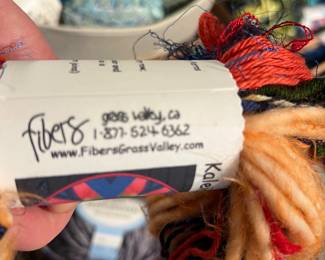 Fibers
grass valley, ca
1-877-524-6362
www.FibersGrassValley.com
Kale